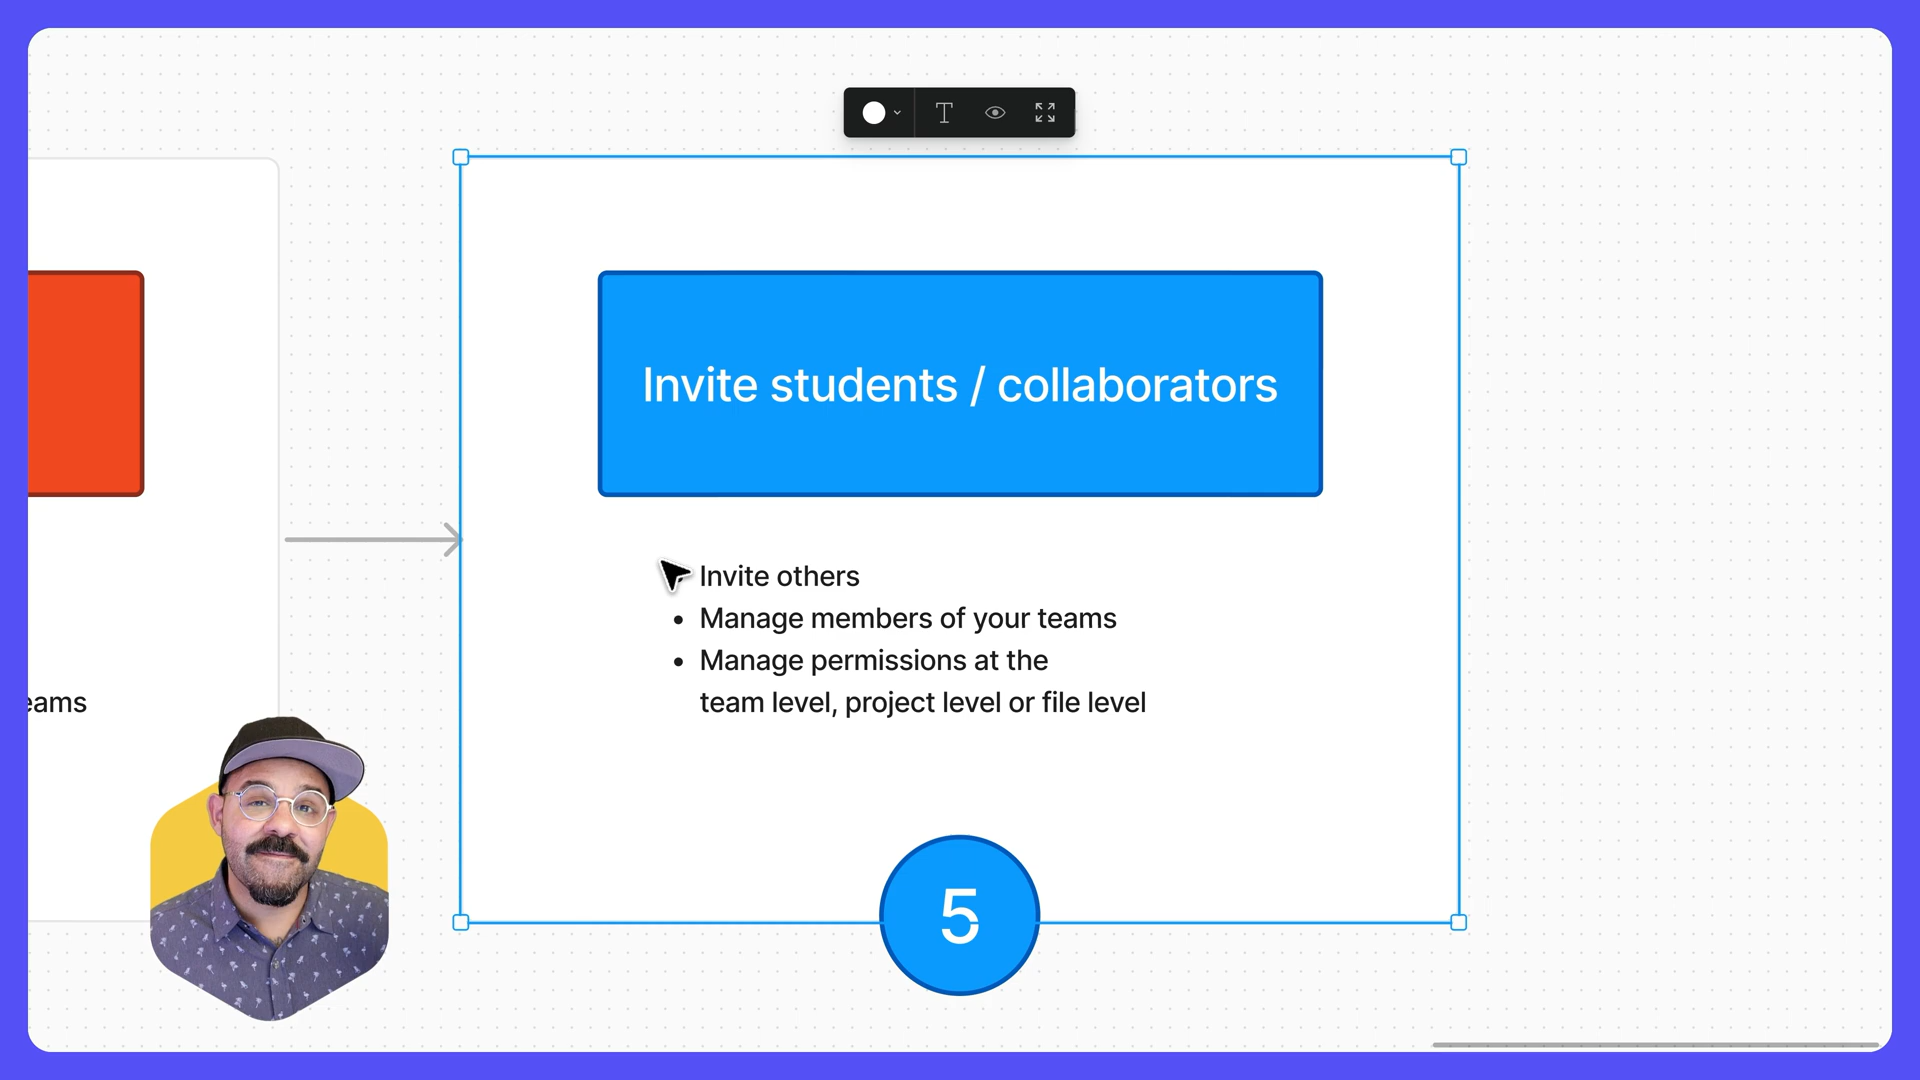 Invite students / collaborators
Invite others
• Manage members of your teams
• Manage permissions at the
team level, project level or file level
eams
5